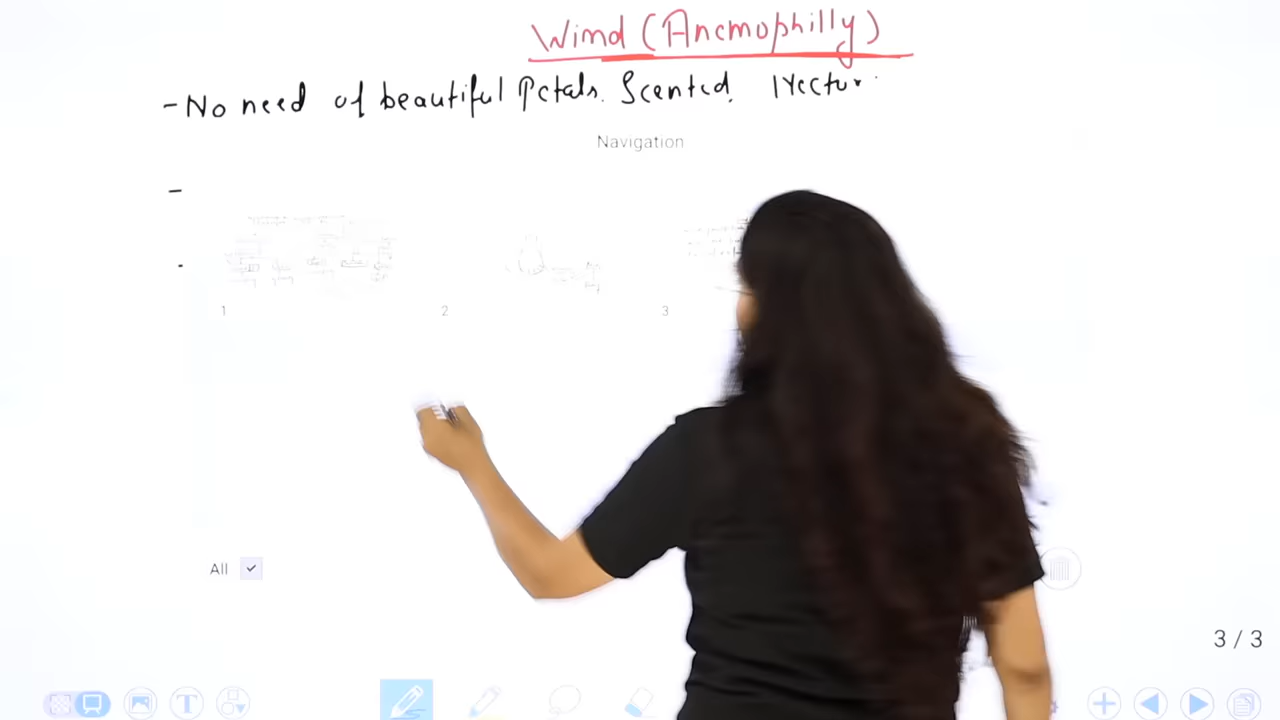 Wind (Anemophilly)
- No need of beautiful Petals. Scented, Nectar.
Navigation
-
1 2 3
All
3 / 3
T